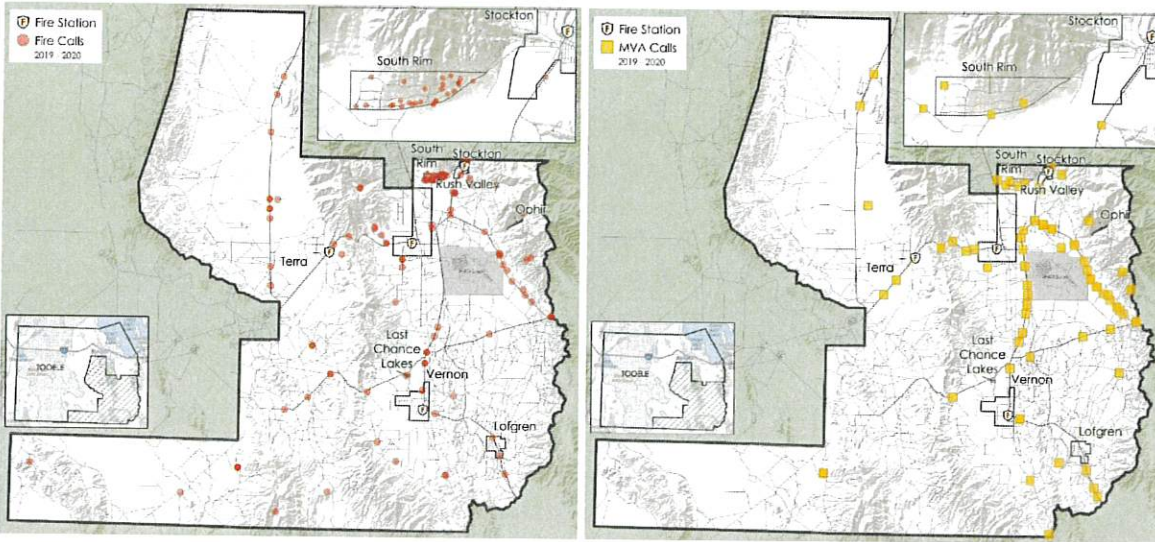 Fire Station
Fire Calls
2019 2020
Stockton
South Rim
South
Rim
Stockton
Rush Valley
Ophir
Terra
Last
Chance
Lakes
Vernon
Lofgren
TOOELE
Fire Station
MVA Calls
2019 2020
Stockton
South Rim
South
Rim
Stockton
Rush Valley
Ophir
Terra
Last
Chance
Lakes
Vernon
Lofgren
TOOELE